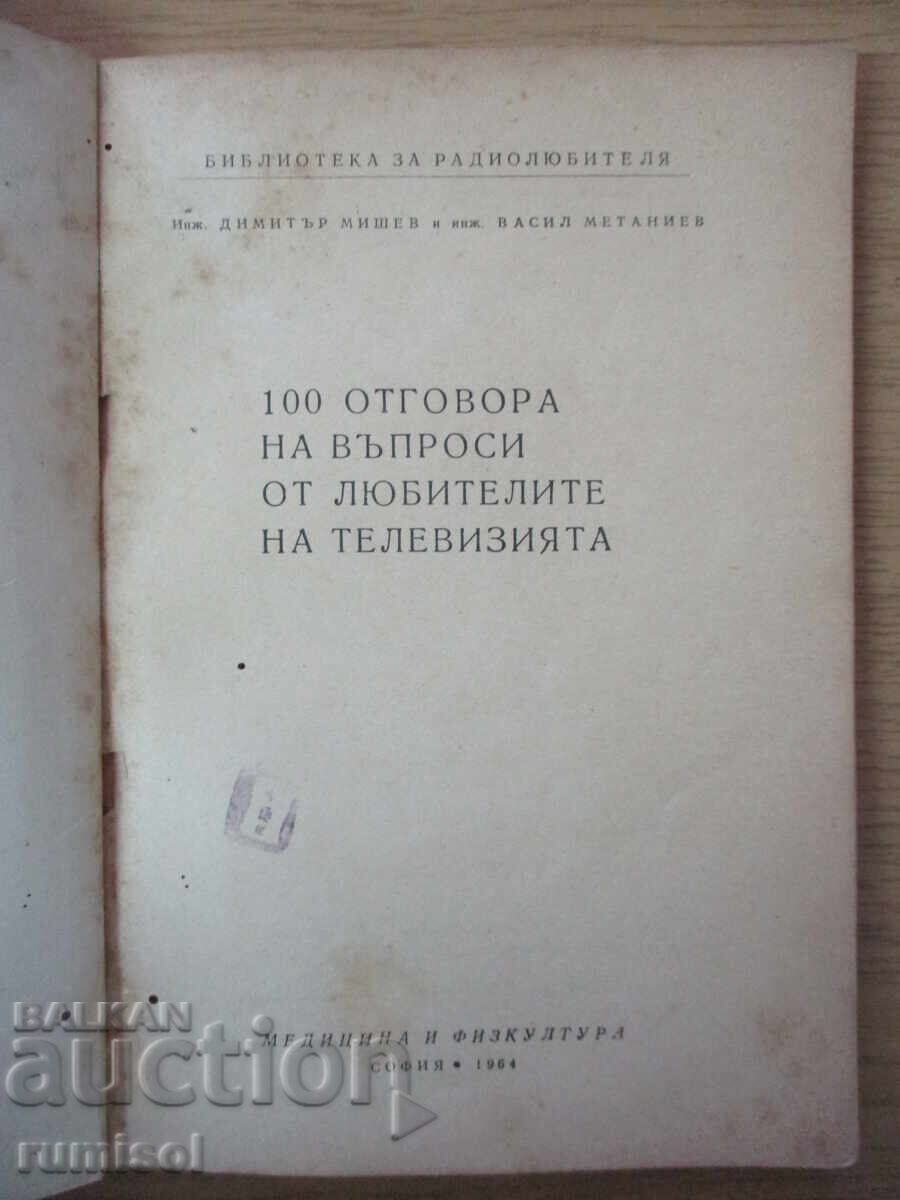 БИБЛИОТЕКА ЗА РАДИОЛЮБИТЕЛЯ
Инж. ДИМИТЪР МИШЕВ и инж. ВАСИЛ МЕТАНИЕВ
100 ОТГОВОРА
НА ВЪПРОСИ
ОТ ЛЮБИТЕЛИТЕ
НА ТЕЛЕВИЗИЯТА
МЕДИЦИНА И ФИЗКУЛТУРА
СОФИЯ • 1964
BALKAN
auction
rumisol